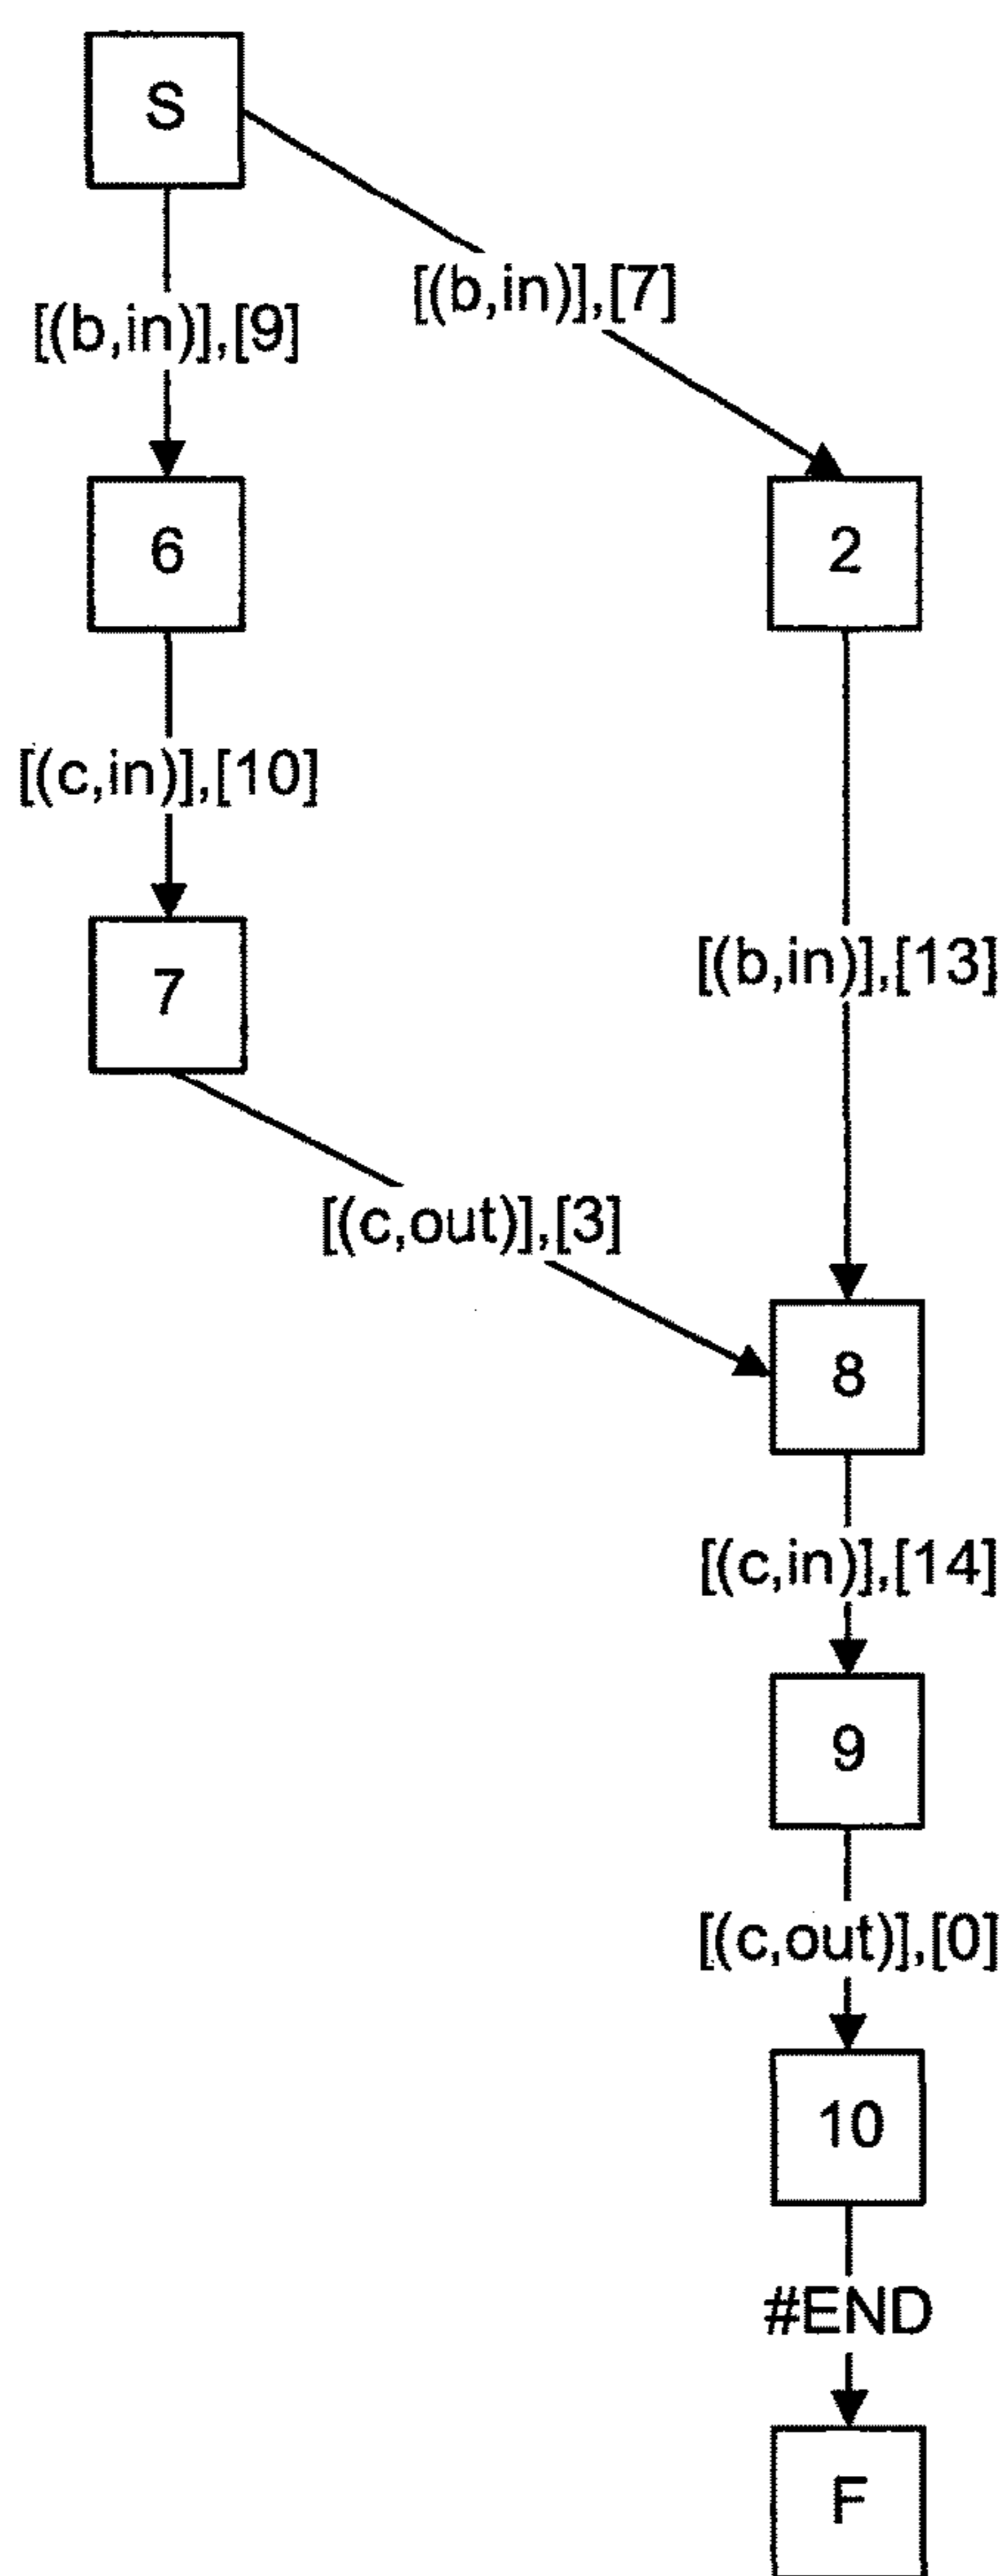 S
[(b,in)],[7]
[(b,in)],[9]
6
2
[(c,in)],[10]
[(b,in)],[13]
7
[(c,out)],[3]
8
[(c,in)],[14]
9
[(c,out)],[0]
10
#END
F